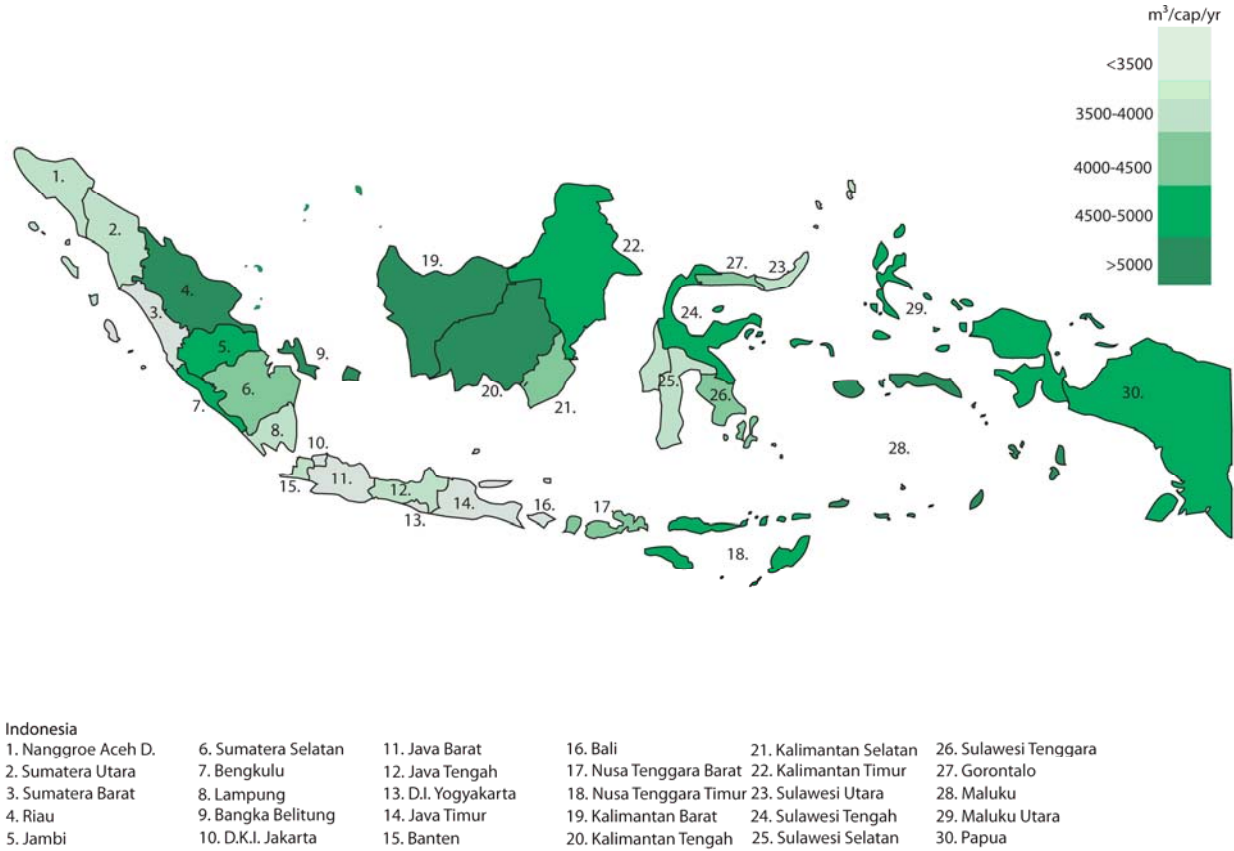 m³/cap/yr
<3500
3500-4000
4000-4500
4500-5000
>5000
1.
2.
3.
4.
5.
6.
7.
8.
9.
10.
11.
12.
13.
14.
15.
16.
17.
18.
19.
20.
21.
22.
23.
24.
25.
26.
27.
28.
29.
30.
Indonesia
1. Nanggroe Aceh D.
2. Sumatera Utara
3. Sumatera Barat
4. Riau
5. Jambi
6. Sumatera Selatan
7. Bengkulu
8. Lampung
9. Bangka Belitung
10. D.K.I. Jakarta
11. Java Barat
12. Java Tengah
13. D.I. Yogyakarta
14. Java Timur
15. Banten
16. Bali
17. Nusa Tenggara Barat
18. Nusa Tenggara Timur
19. Kalimantan Barat
20. Kalimantan Tengah
21. Kalimantan Selatan
22. Kalimantan Timur
23. Sulawesi Utara
24. Sulawesi Tengah
25. Sulawesi Selatan
26. Sulawesi Tenggara
27. Gorontalo
28. Maluku
29. Maluku Utara
30. Papua